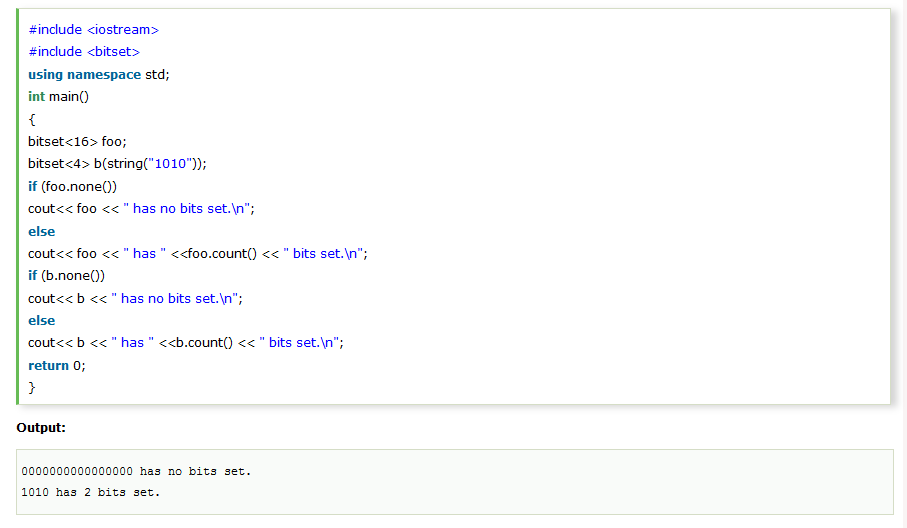 #include <iostream>
#include <bitset>
using namespace std;
int main()
{
bitset<16> foo;
bitset<4> b(string("1010"));
if (foo.none())
cout<< foo << " has no bits set.\n";
else
cout<< foo << " has " <<foo.count() << " bits set.\n";
if (b.none())
cout<< b << " has no bits set.\n";
else
cout<< b << " has " <<b.count() << " bits set.\n";
return 0;
}
Output:
0000000000000000 has no bits set.
1010 has 2 bits set.